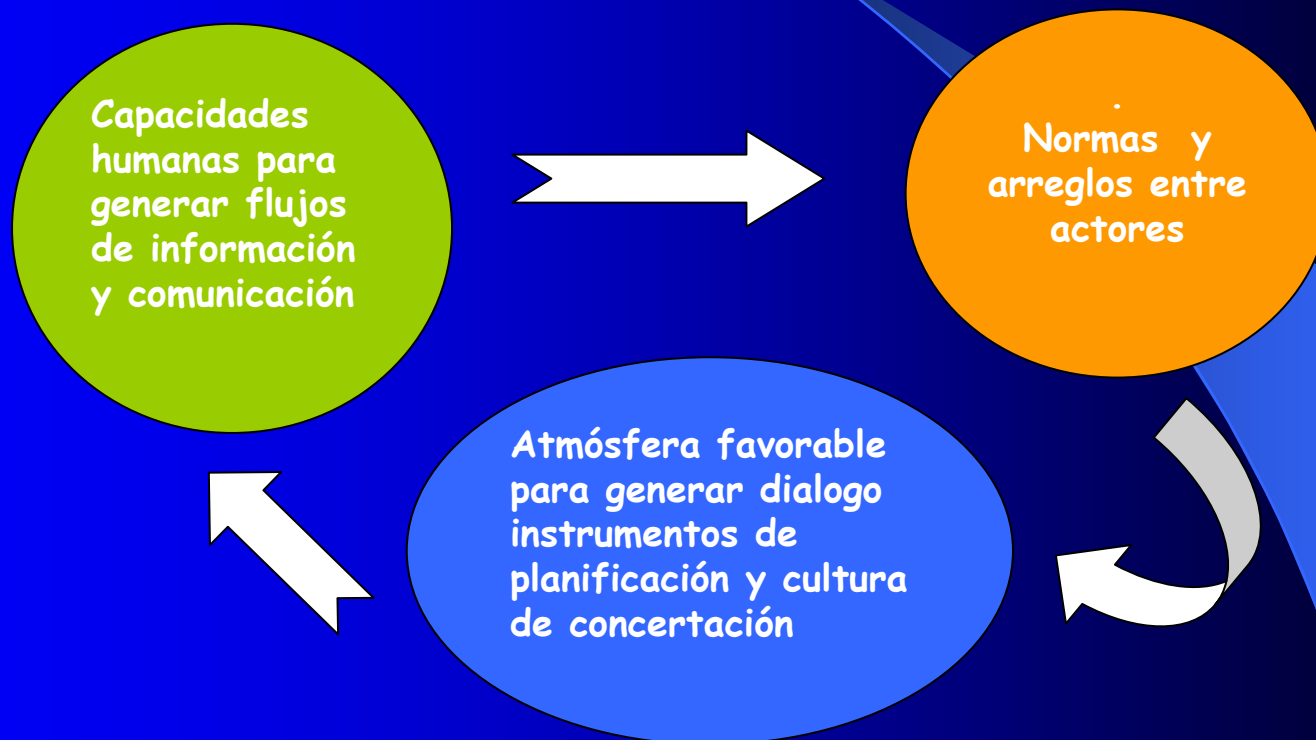 Capacidades
humanas para
generar flujos
de información
y comunicación
.
Normas y
arreglos entre
actores
Atmósfera favorable
para generar dialogo
instrumentos de
planificación y cultura
de concertación